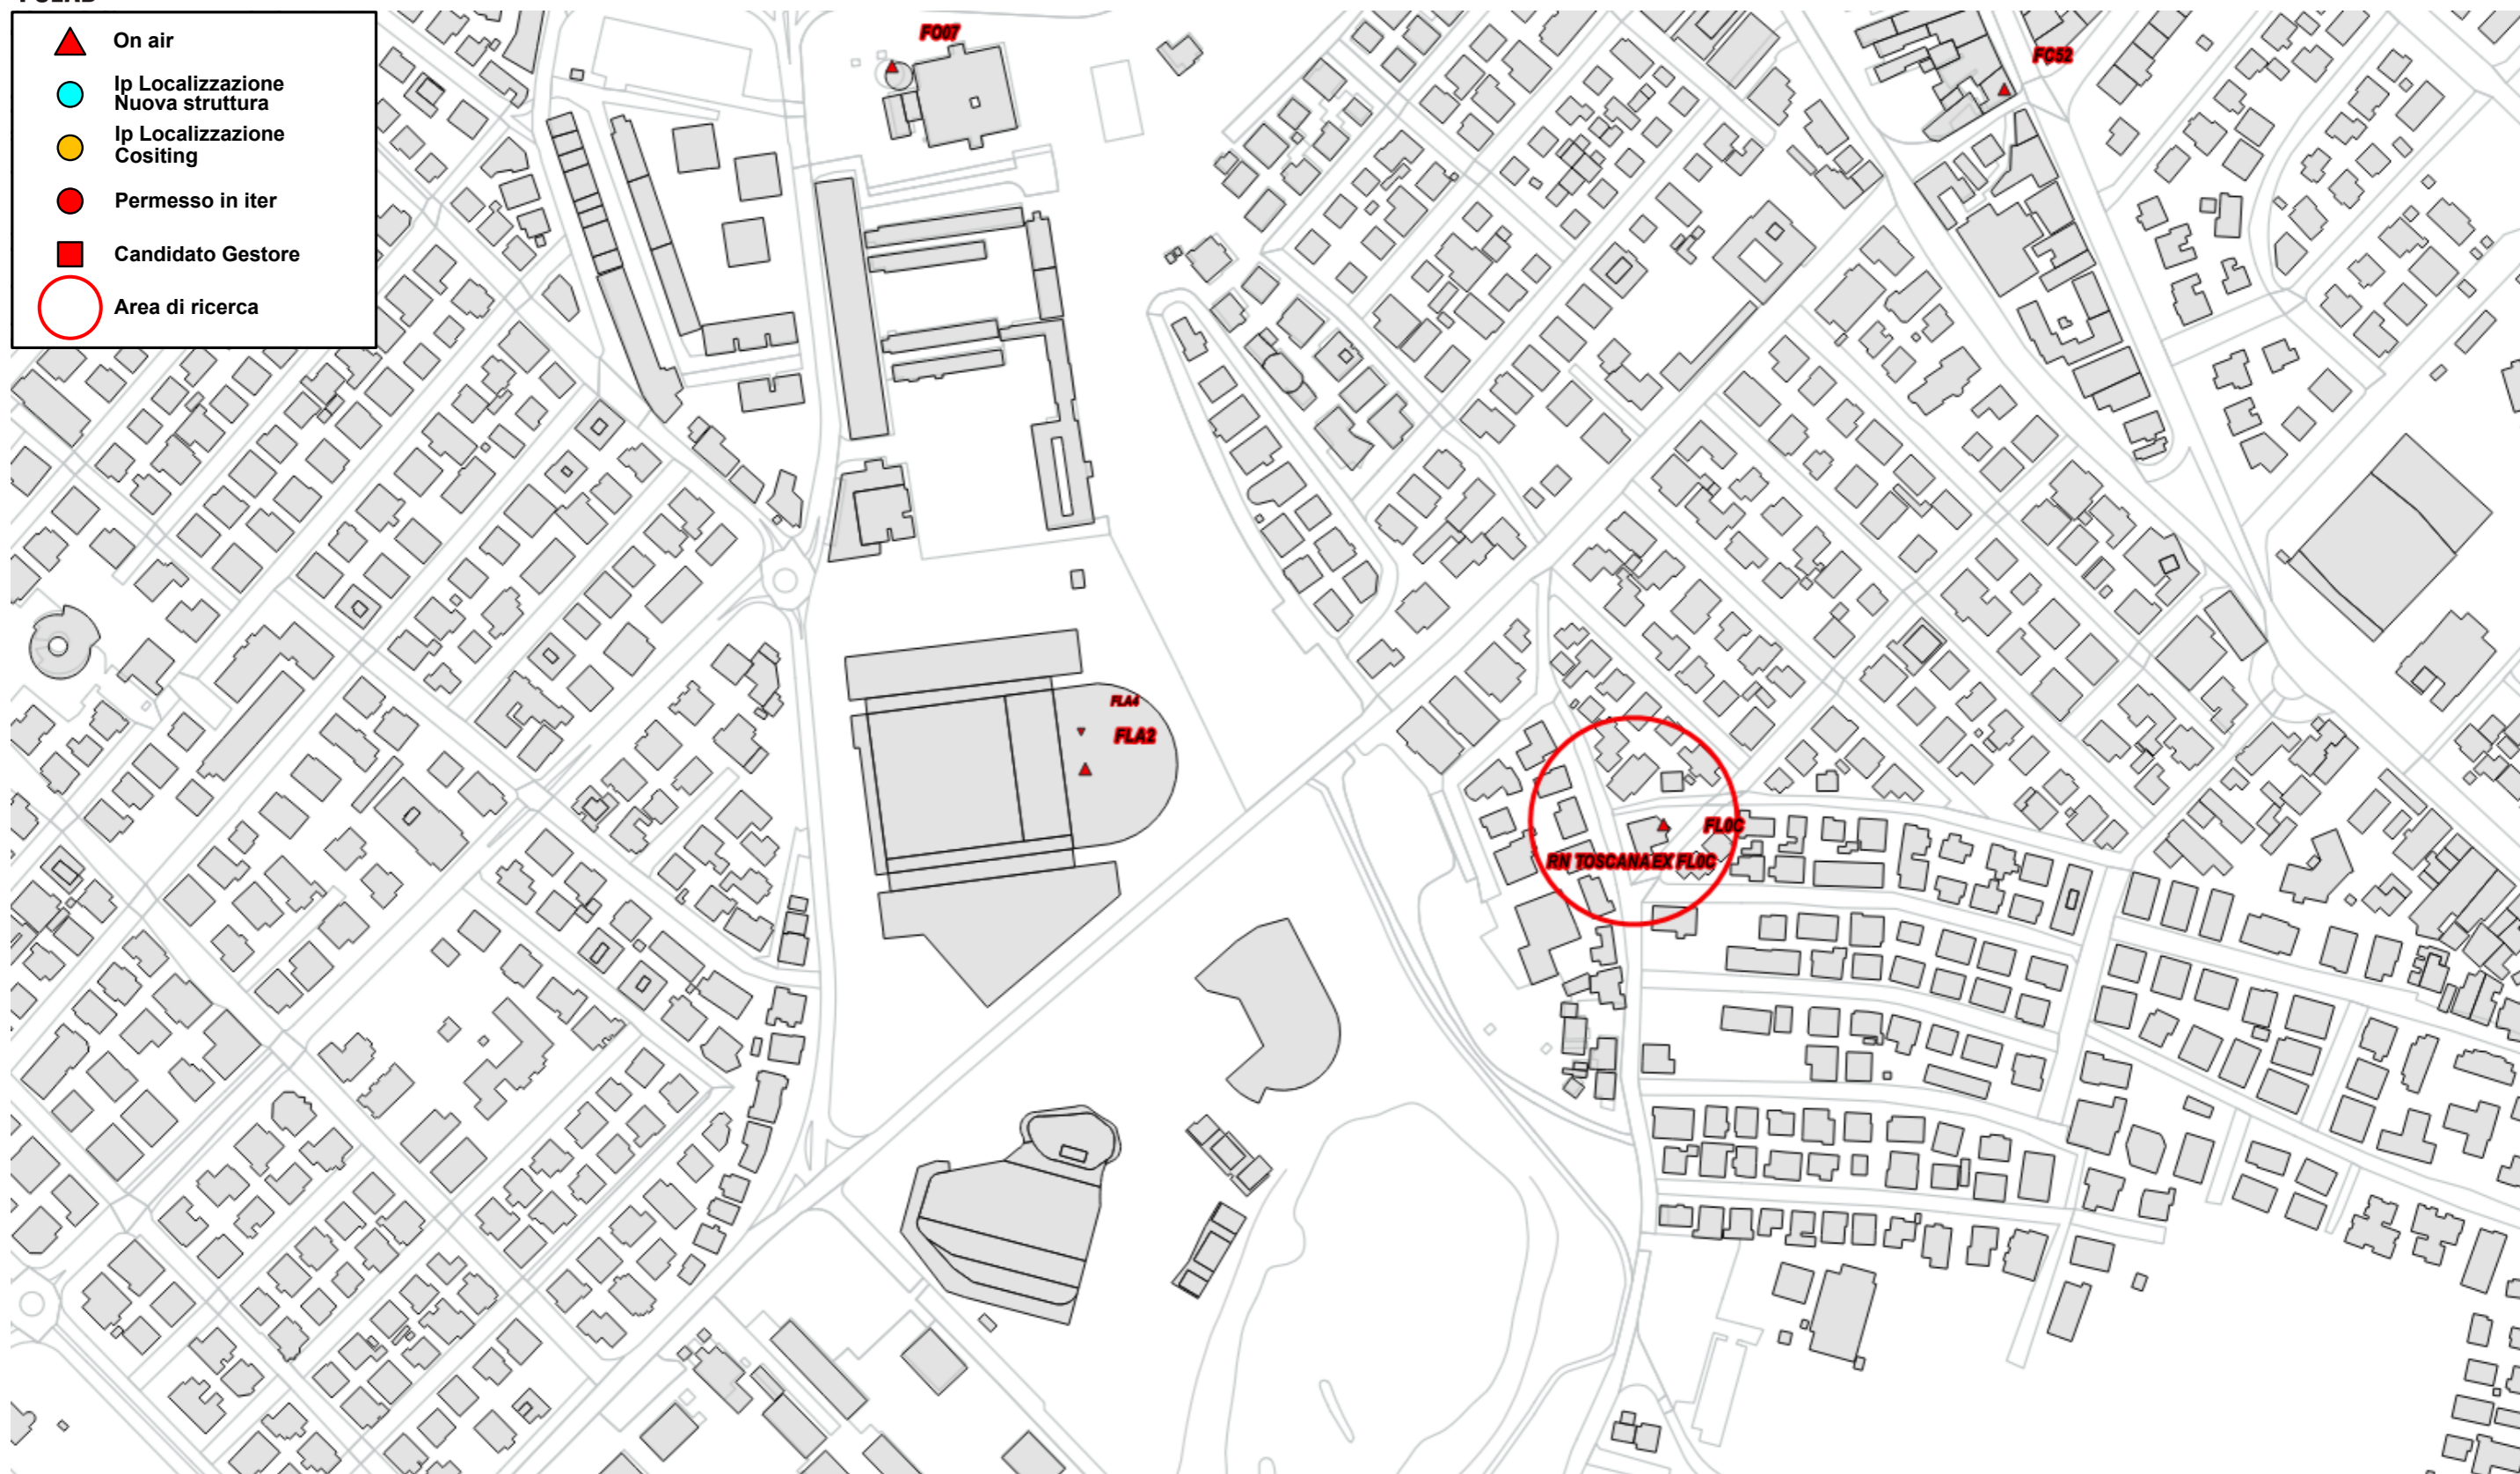 On air
Ip Localizzazione
Nuova struttura
Ip Localizzazione
Cositing
Permesso in iter
Candidato Gestore
Area di ricerca
FO07
FC52
FLA4
FLA2
FL0C
RN TOSCANA EX FL0C